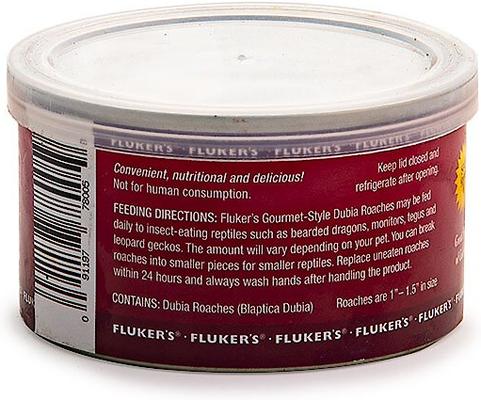 FLUKER'S · FLUKER'S · FLUKER'S · FLUKER'S
Convenient, nutritional and delicious!
Not for human consumption.
Keep lid closed and
refrigerate after opening.
FEEDING DIRECTIONS: Fluker's Gourmet-Style Dubia Roaches may be fed
daily to insect-eating reptiles such as bearded dragons, monitors, tegus and
leopard geckos. The amount will vary depending on your pet. You can break
roaches into smaller pieces for smaller reptiles. Replace uneaten roaches
within 24 hours and always wash hands after handling the product.
CONTAINS: Dubia Roaches (Blaptica Dubia)
Roaches are 1"– 1.5" in size
FLUKER'S® · FLUKER'S® · FLUKER'S® · FLUKER'S® · FLUKER'S
0 91197 78005